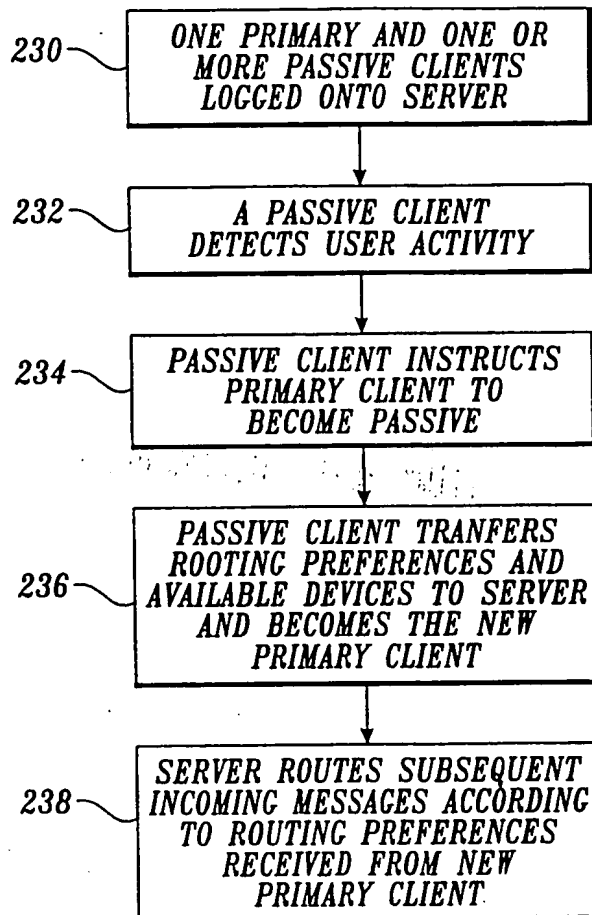 230
ONE PRIMARY AND ONE OR
MORE PASSIVE CLIENTS
LOGGED ONTO SERVER
232
A PASSIVE CLIENT
DETECTS USER ACTIVITY
234
PASSIVE CLIENT INSTRUCTS
PRIMARY CLIENT TO
BECOME PASSIVE
236
PASSIVE CLIENT TRANFERS
ROOTING PREFERENCES AND
AVAILABLE DEVICES TO SERVER
AND BECOMES THE NEW
PRIMARY CLIENT
238
SERVER ROUTES SUBSEQUENT
INCOMING MESSAGES ACCORDING
TO ROUTING PREFERENCES
RECEIVED FROM NEW
PRIMARY CLIENT